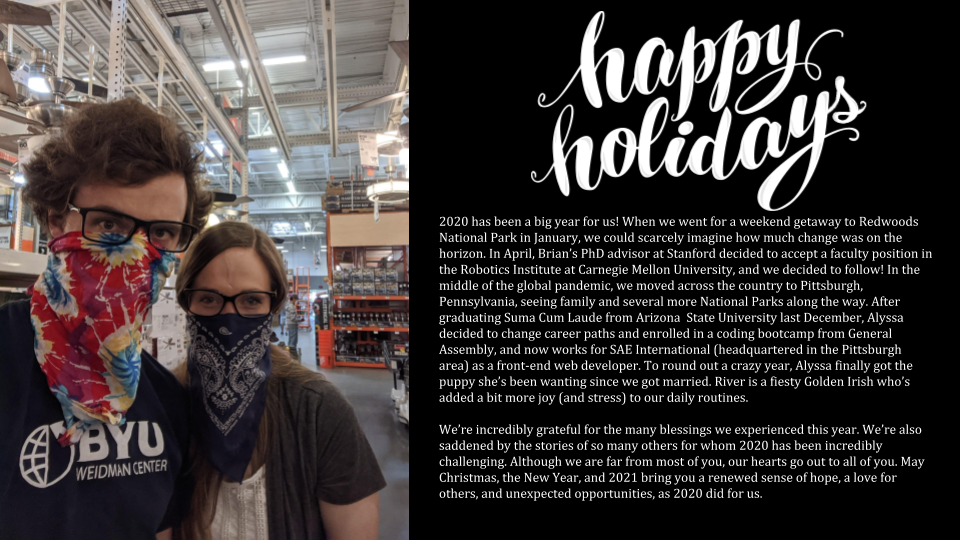 happy
holidays
2020 has been a big year for us! When we went for a weekend getaway to Redwoods
National Park in January, we could scarcely imagine how much change was on the
horizon. In April, Brian's PhD advisor at Stanford decided to accept a faculty position in
the Robotics Institute at Carnegie Mellon University, and we decided to follow! In the
middle of the global pandemic, we moved across the country to Pittsburgh,
Pennsylvania, seeing family and several more National Parks along the way. After
graduating Suma Cum Laude from Arizona  State University last December, Alyssa
decided to change career paths and enrolled in a coding bootcamp from General
Assembly, and now works for SAE International (headquartered in the Pittsburgh
area) as a front-end web developer. To round out a crazy year, Alyssa finally got the
puppy she's been wanting since we got married. River is a fiesty Golden Irish who's
added a bit more joy (and stress) to our daily routines.
We're incredibly grateful for the many blessings we experienced this year. We're also
saddened by the stories of so many others for whom 2020 has been incredibly
challenging. Although we are far from most of you, our hearts go out to all of you. May
Christmas, the New Year, and 2021 bring you a renewed sense of hope, a love for
others, and unexpected opportunities, as 2020 did for us.
BYU
WEIDMAN CENTER